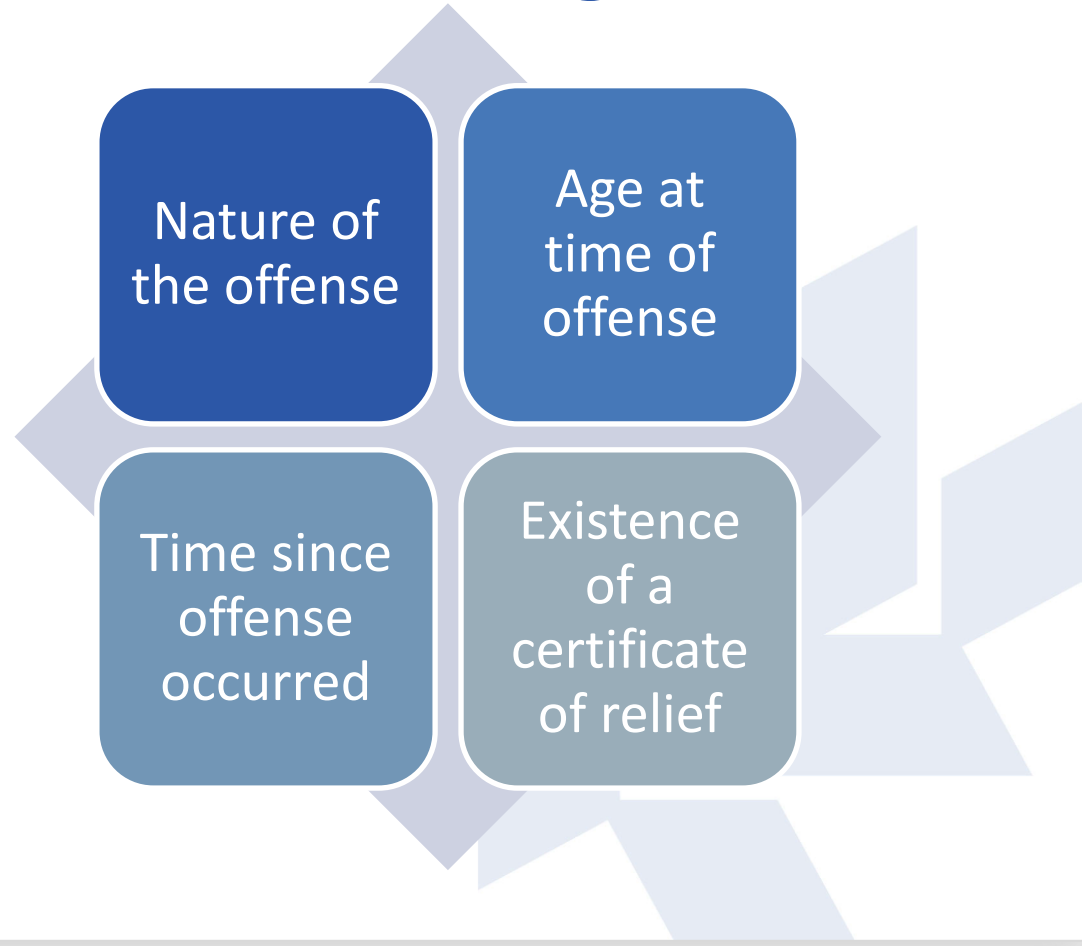 Nature of
the offense
Age at
time of
offense
Time since
offense
occurred
Existence
of a
certificate
of relief